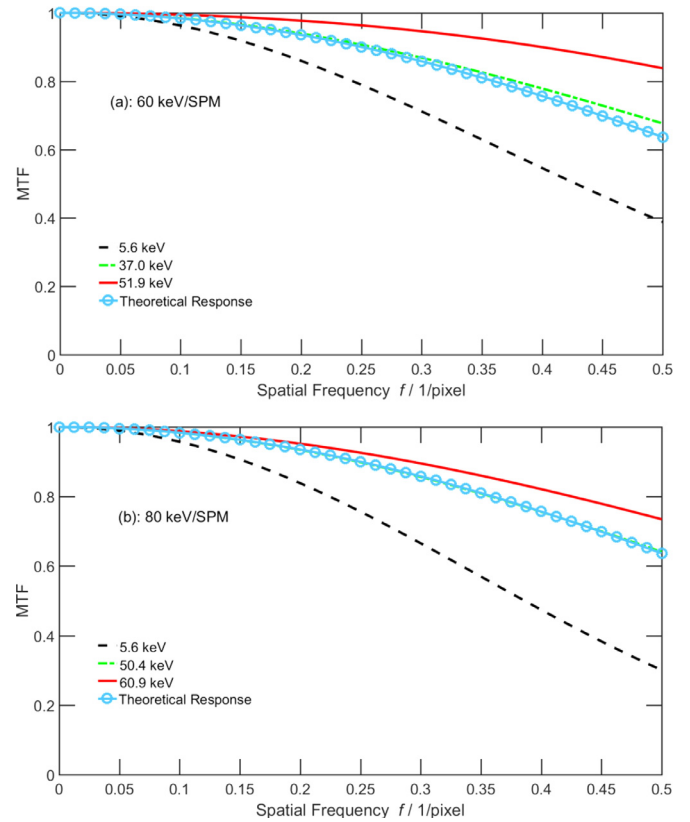 1
0.8
0.6
0.4
0.2
0
MTF
(a): 60 keV/SPM
5.6 keV
37.0 keV
51.9 keV
Theoretical Response
0 0.05 0.1 0.15 0.2 0.25 0.3 0.35 0.4 0.45 0.5
Spatial Frequency f / 1/pixel
1
0.8
0.6
0.4
0.2
0
MTF
(b): 80 keV/SPM
5.6 keV
50.4 keV
60.9 keV
Theoretical Response
0 0.05 0.1 0.15 0.2 0.25 0.3 0.35 0.4 0.45 0.5
Spatial Frequency f / 1/pixel